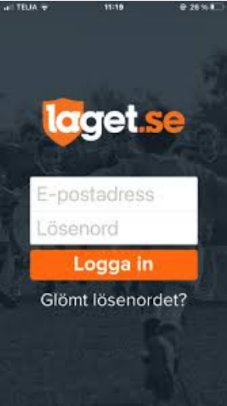 TELIA
11:19
26 %
laget.se
E-postadress
Lösenord
Logga in
Glömt lösenordet?